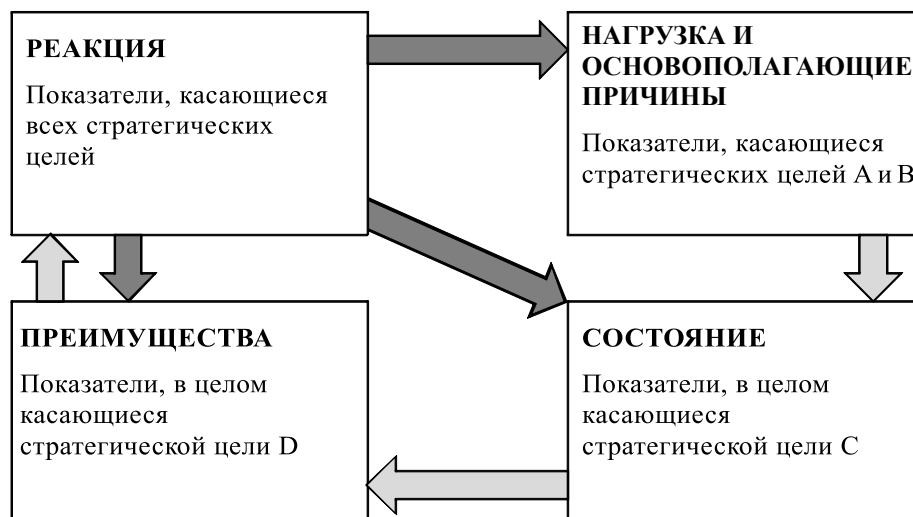 РЕАКЦИЯ
Показатели, касающиеся
всех стратегических
целей
НАГРУЗКА И
ОСНОВОПОЛАГАЮЩИЕ
ПРИЧИНЫ
Показатели, касающиеся
стратегических целей A и B
ПРЕИМУЩЕСТВА
Показатели, в целом
касающиеся
стратегической цели D
СОСТОЯНИЕ
Показатели, в целом
касающиеся
стратегической цели C